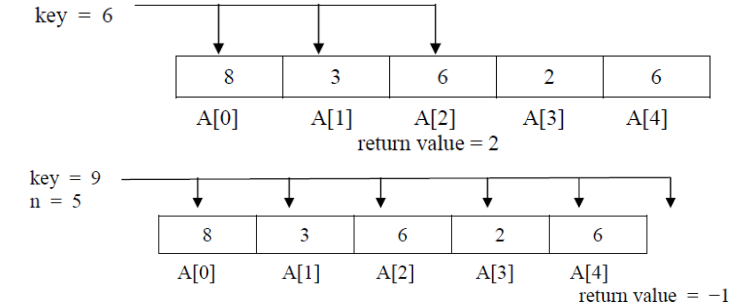 key = 6
8 3 6 2 6
A[0] A[1] A[2] A[3] A[4]
return value = 2
key = 9
n = 5
8 3 6 2 6
A[0] A[1] A[2] A[3] A[4]
return value = −1